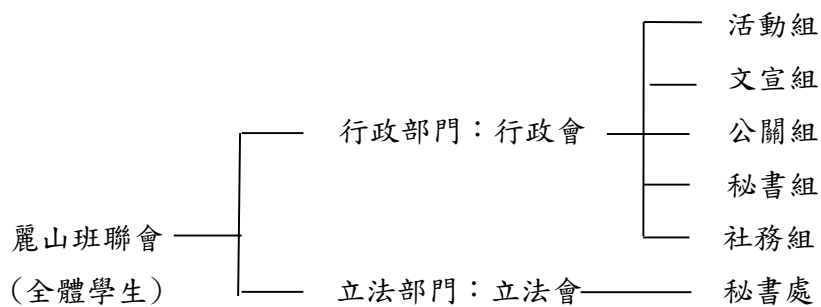 活動組
文宣組
行政部門：行政會
公關組
秘書組
麗山班聯會
社務組
(全體學生)
立法部門：立法會
秘書處